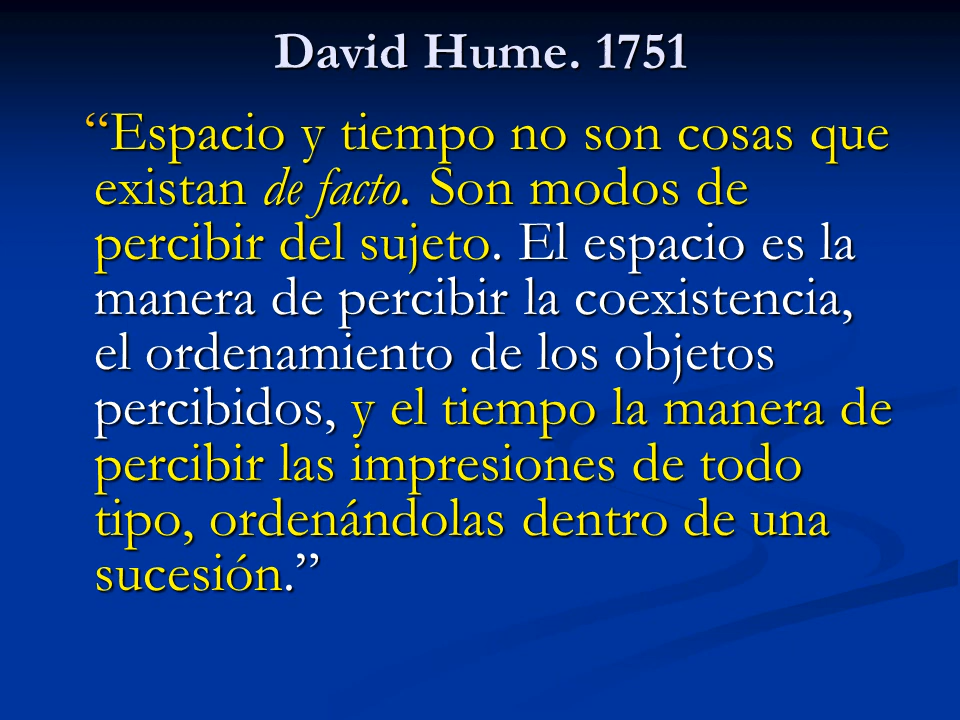 David Hume. 1751
“Espacio y tiempo no son cosas que
existan de facto. Son modos de
percibir del sujeto. El espacio es la
manera de percibir la coexistencia,
el ordenamiento de los objetos
percibidos, y el tiempo la manera de
percibir las impresiones de todo
tipo, ordenándolas dentro de una
sucesión.”